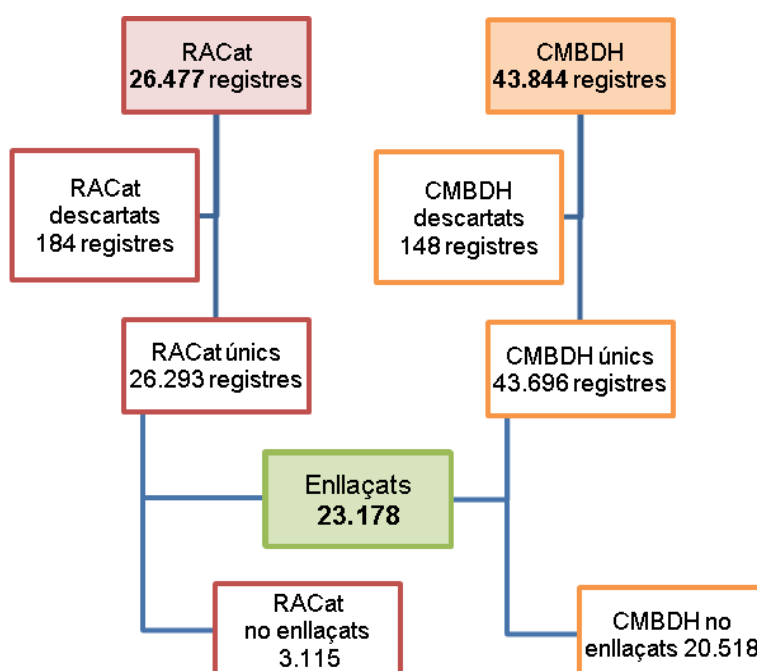 RACat
26.477 registres
CMBDH
43.844 registres
RACat
descartats
184 registres
CMBDH
descartats
148 registres
RACat únics
26.293 registres
CMBDH únics
43.696 registres
Enllaçats
23.178
RACat
no enllaçats
3.115
CMBDH no
enllaçats 20.518